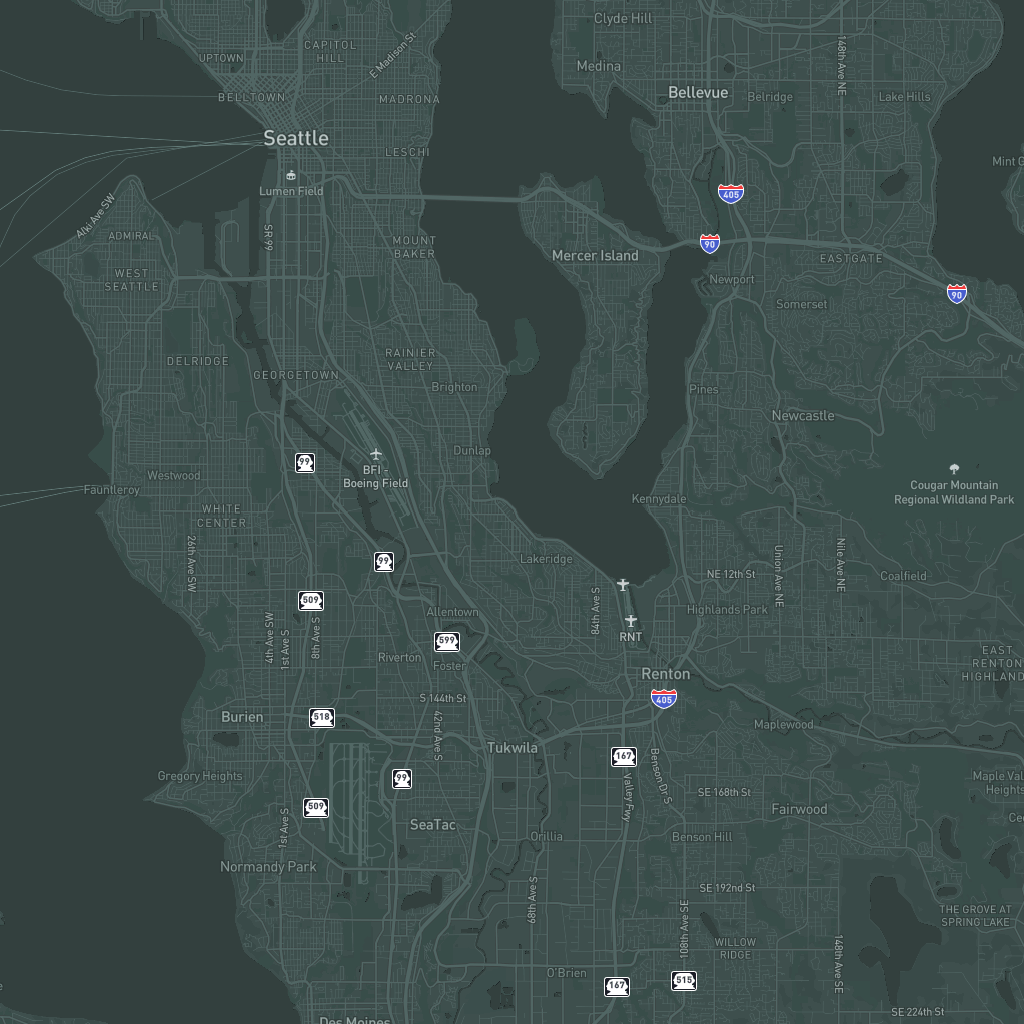 Clyde Hill
CAPITOL
HILL
E Madison St
UPTOWN
148th Ave NE
Medina
Bellevue
BELLTOWN
MADRONA
Belridge
Lake Hills
Seattle
LESCHI
Lumen Field
405
Alki Ave SW
ADMIRAL
SR 99
MOUNT
BAKER
90
Mercer Island
EASTGATE
WEST
SEATTLE
Newport
90
Somerset
DELRIDGE
RAINIER
VALLEY
GEORGETOWN
Brighton
Pines
Newcastle
Dunlap
99
BFI -
Boeing Field
Westwood
Fauntleroy
Cougar Mountain
Regional Wildland Park
Kennydale
WHITE
CENTER
26th Ave SW
99
Lakeridge
Union Ave NE
Nile Ave NE
NE 12th St
Coalfield
509
84th Ave S
Allentown
Highlands Park
4th Ave SW
1st Ave S
8th Ave S
599
RNT
Riverton
Foster
EAST
RENTON
HIGHLAND
Renton
405
S 144th St
Burien
518
42nd Ave S
Maplewood
Tukwila
167
Gregory Heights
99
Benson Dr S
Valley Fwy
SE 168th St
Maple Val
Heights
509
1st Ave S
SeaTac
Orillia
Benson Hill
Fairwood
Normandy Park
SE 192nd St
68th Ave S
108th Ave SE
THE GROVE AT
SPRING LAKE
WILLOW
RIDGE
148th Ave SE
O'Brien
167
515
SE 224th St
Des Moines